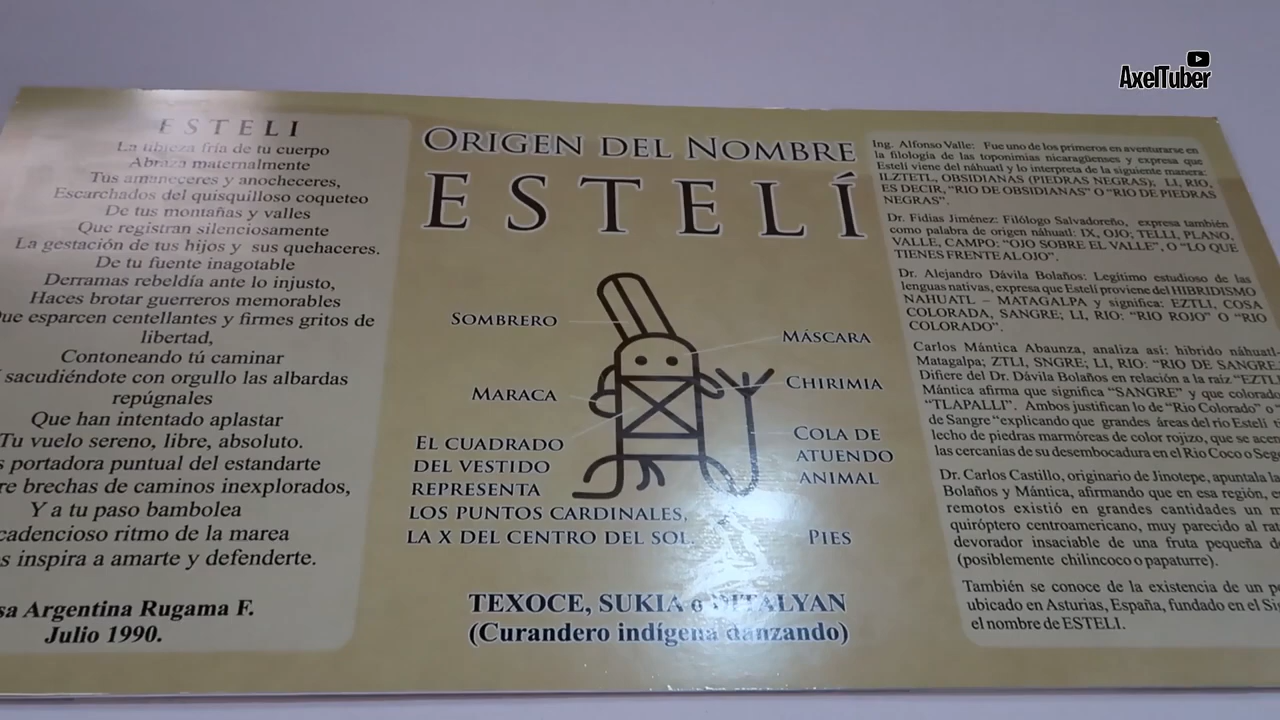 AxelTuber
ESTELI
La tibieza fría de tu cuerpo
Abraza maternalmente
Tus amaneceres y anocheceres,
Escarchados del quisquilloso coqueteo
De tus montañas y valles
Que registran silenciosamente
La gestación de tus hijos y sus quehaceres.
De tu fuente inagotable
Derramas rebeldía ante lo injusto,
Haces brotar guerreros memorables
que esparcen centellantes y firmes gritos de
libertad,
Contoneando tú caminar
sacudiéndote con orgullo las albardas
repúgnales
Que han intentado aplastar
Tu vuelo sereno, libre, absoluto.
portadora puntual del estandarte
brechas de caminos inexplorados,
Y a tu paso bambolea
cadencioso ritmo de la marea
inspira a amarte y defenderte.
Argentina Rugama F.
Julio 1990.
ORIGEN DEL NOMBRE
ESTELÍ
SOMBRERO
MÁSCARA
MARACA
CHIRIMIA
EL CUADRADO
DEL VESTIDO
REPRESENTA
LOS PUNTOS CARDINALES,
LA X DEL CENTRO DEL SOL.
COLA DE
ATUENDO
ANIMAL
PIES
TEXOCE, SUKIA o DITALYAN
(Curandero indígena danzando)
Ing. Alfonso Valle: Fue uno de los primeros en aventurarse en
la filología de las toponimias nicaragüenses y expresa que
Estelí viene del náhuatl y lo interpreta de la siguiente manera:
ILZTETL, OBSIDIANAS (PIEDRAS NEGRAS); LI, RIO,
ES DECIR, "RIO DE OBSIDIANAS" O "RIO DE PIEDRAS
NEGRAS".
Dr. Fidias Jiménez: Filólogo Salvadoreño, expresa también
como palabra de origen náhuatl: IX, OJO; TELLI, PLANO,
VALLE, CAMPO: "OJO SOBRE EL VALLE", O "LO QUE
TIENES FRENTE AL OJO".
Dr. Alejandro Dávila Bolaños: Legítimo estudioso de las
lenguas nativas, expresa que Estelí proviene del HIBRIDISMO
NAHUATL – MATAGALPA y significa: EZTLI, COSA
COLORADA, SANGRE; LI, RIO: "RIO ROJO" O "RIO
COLORADO".
Carlos Mántica Abaunza, analiza así: híbrido náhuatl-
Matagalpa; ZTLI, SNGRE; LI, RIO: "RIO DE SANGRE
Difiere del Dr. Dávila Bolaños en relación a la raíz "EZTL
Mántica afirma que significa "SANGRE" y que colorado
"TLAPALLI". Ambos justifican lo de "Río Colorado" o
de Sangre "explicando que grandes áreas del río Estelí
lecho de piedras marmóreas de color rojizo, que se
las cercanías de su desembocadura en el Río Coco o
Dr. Carlos Castillo, originario de Jinotepe, apuntala
Bolaños y Mántica, afirmando que en esa región,
remotos existió en grandes cantidades un
quiróptero centroamericano, muy parecido al
devorador insaciable de una fruta pequeña
(posiblemente chilincoco o papaturre).
También se conoce de la existencia de un
ubicado en Asturias, España, fundado en el
el nombre de ESTELI.